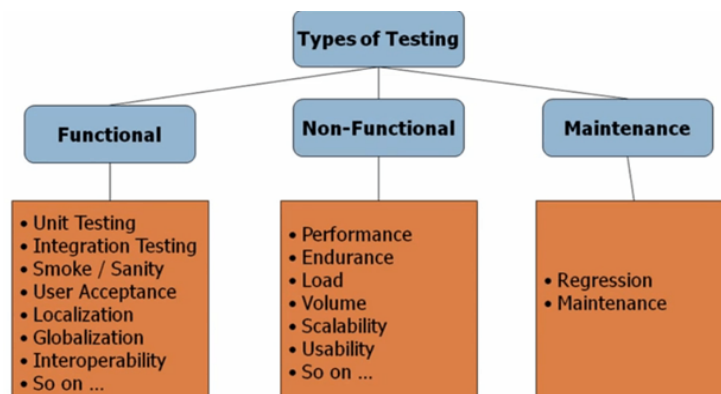 Types of Testing
Functional
Non-Functional
Maintenance
• Unit Testing
• Integration Testing
• Smoke / Sanity
• User Acceptance
• Localization
• Globalization
• Interoperability
• So on ...
• Performance
• Endurance
• Load
• Volume
• Scalability
• Usability
• So on ...
• Regression
• Maintenance